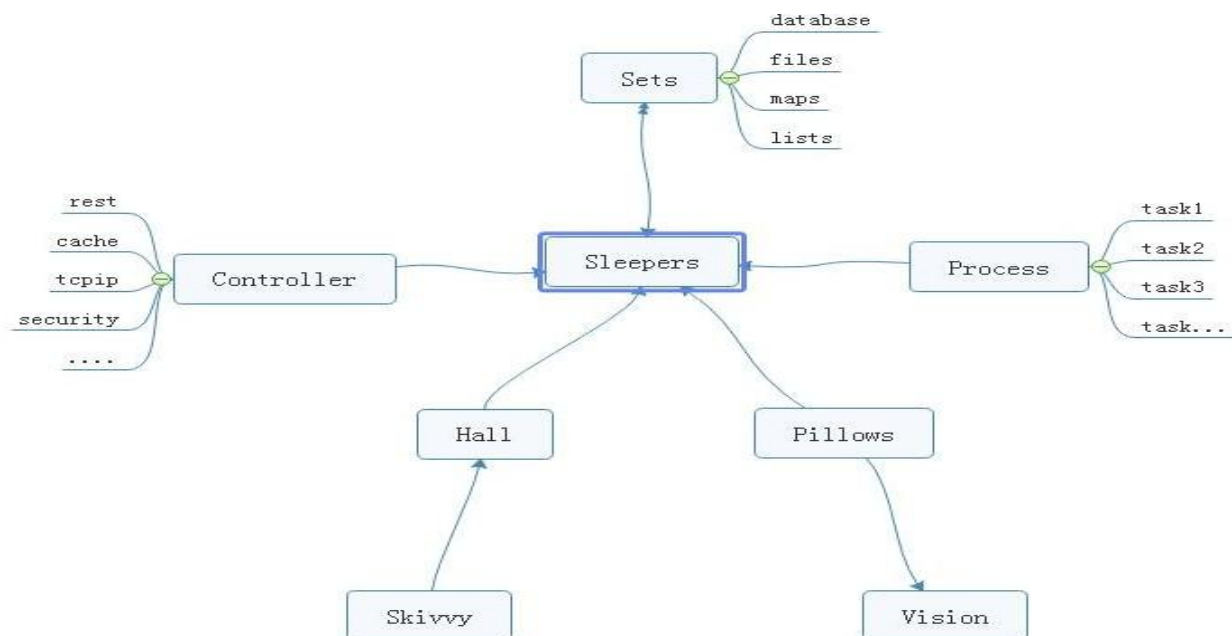 database
Sets
files
maps
lists
rest
cache
Controller
tcpip
security
....
Sleepers
Process
task1
task2
task3
task...
Hall
Pillows
Skivvy
Vision